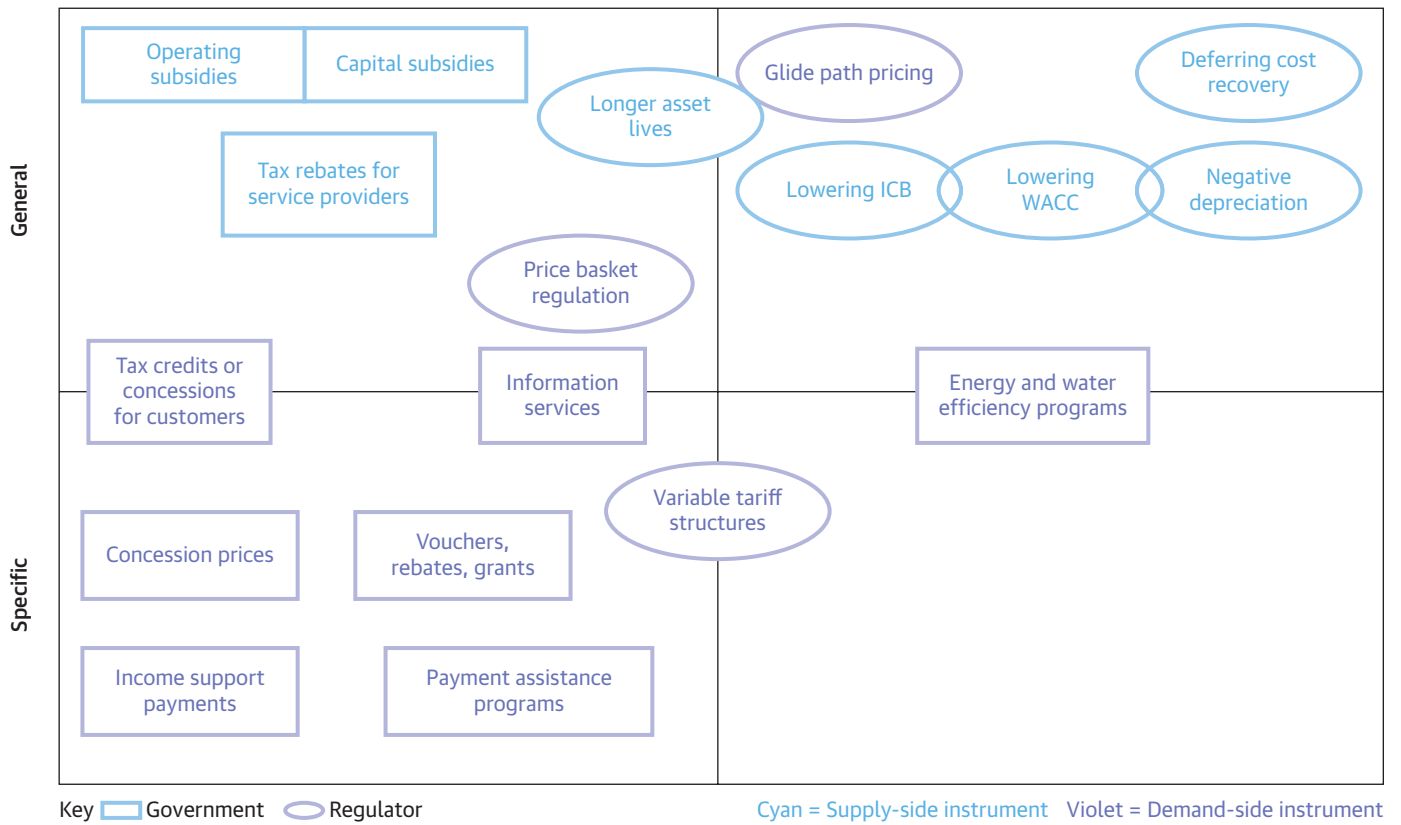 General
Specific
Operating
subsidies
Capital subsidies
Longer asset
lives
Glide path pricing
Deferring cost
recovery
Tax rebates for
service providers
Lowering ICB
Lowering
WACC
Negative
depreciation
Price basket
regulation
Tax credits or
concessions
for customers
Information
services
Energy and water
efficiency programs
Variable tariff
structures
Concession prices
Vouchers,
rebates, grants
Income support
payments
Payment assistance
programs
Key Government Regulator
Cyan = Supply-side instrument Violet = Demand-side instrument